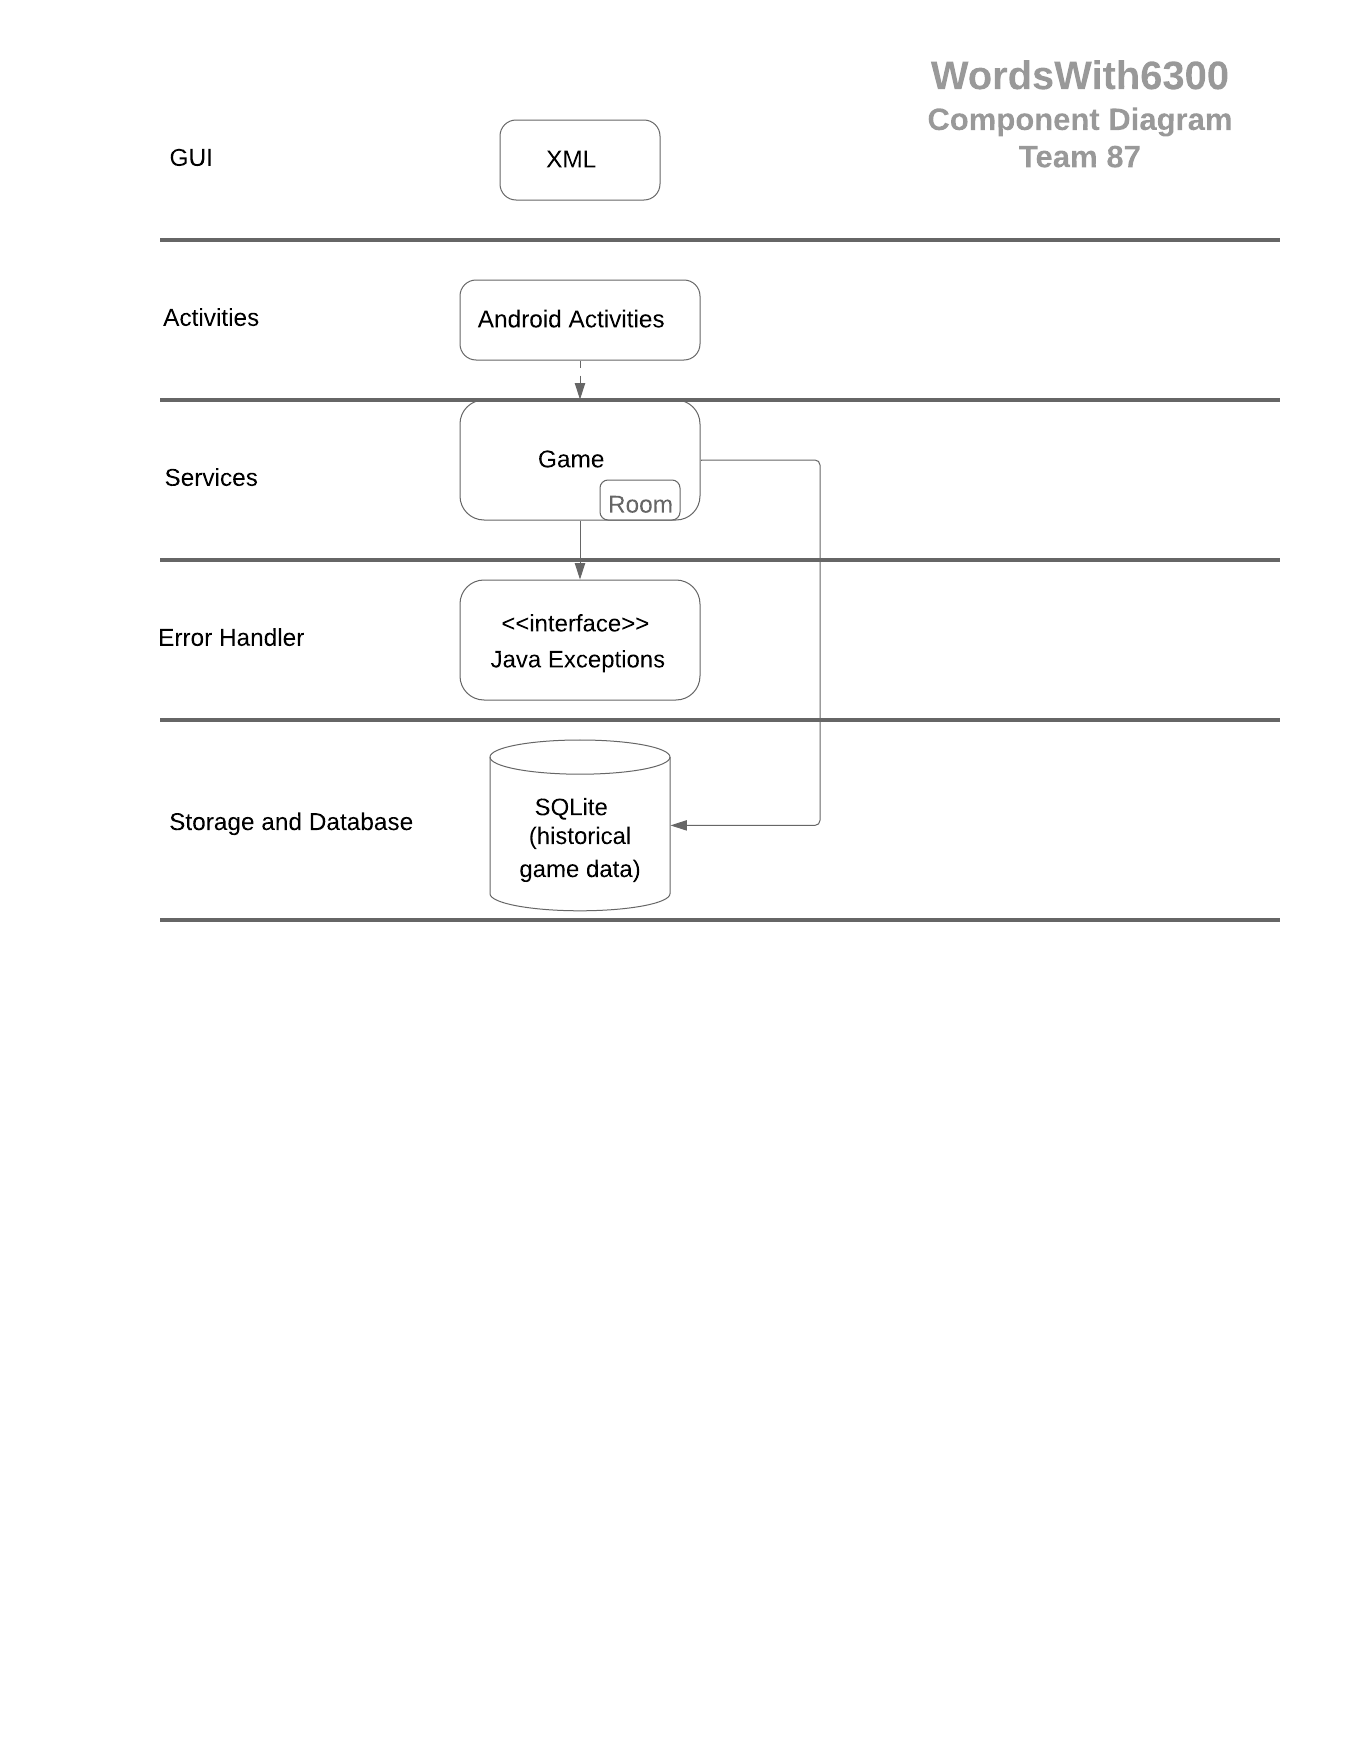 WordsWith6300
Component Diagram
Team 87
GUI
XML
Activities
Android Activities
Services
Game
Room
Error Handler
<<interface>>
Java Exceptions
Storage and Database
SQLite
(historical
game data)